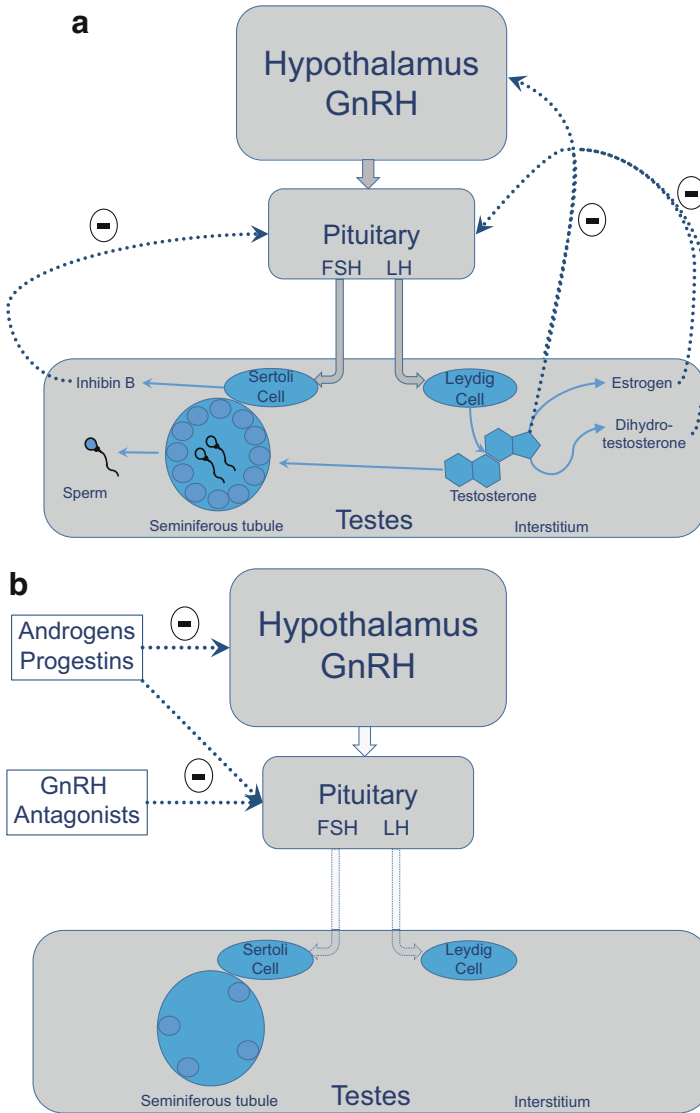 a
Hypothalamus
GnRH
Pituitary
FSH LH
Inhibin B
Sertoli
Cell
Leydig
Cell
Estrogen
Dihydro-
testosterone
Sperm
Testosterone
Seminiferous tubule
Testes
Interstitium
b
Androgens
Progestins
Hypothalamus
GnRH
GnRH
Antagonists
Pituitary
FSH LH
Sertoli
Cell
Leydig
Cell
Seminiferous tubule
Testes
Interstitium